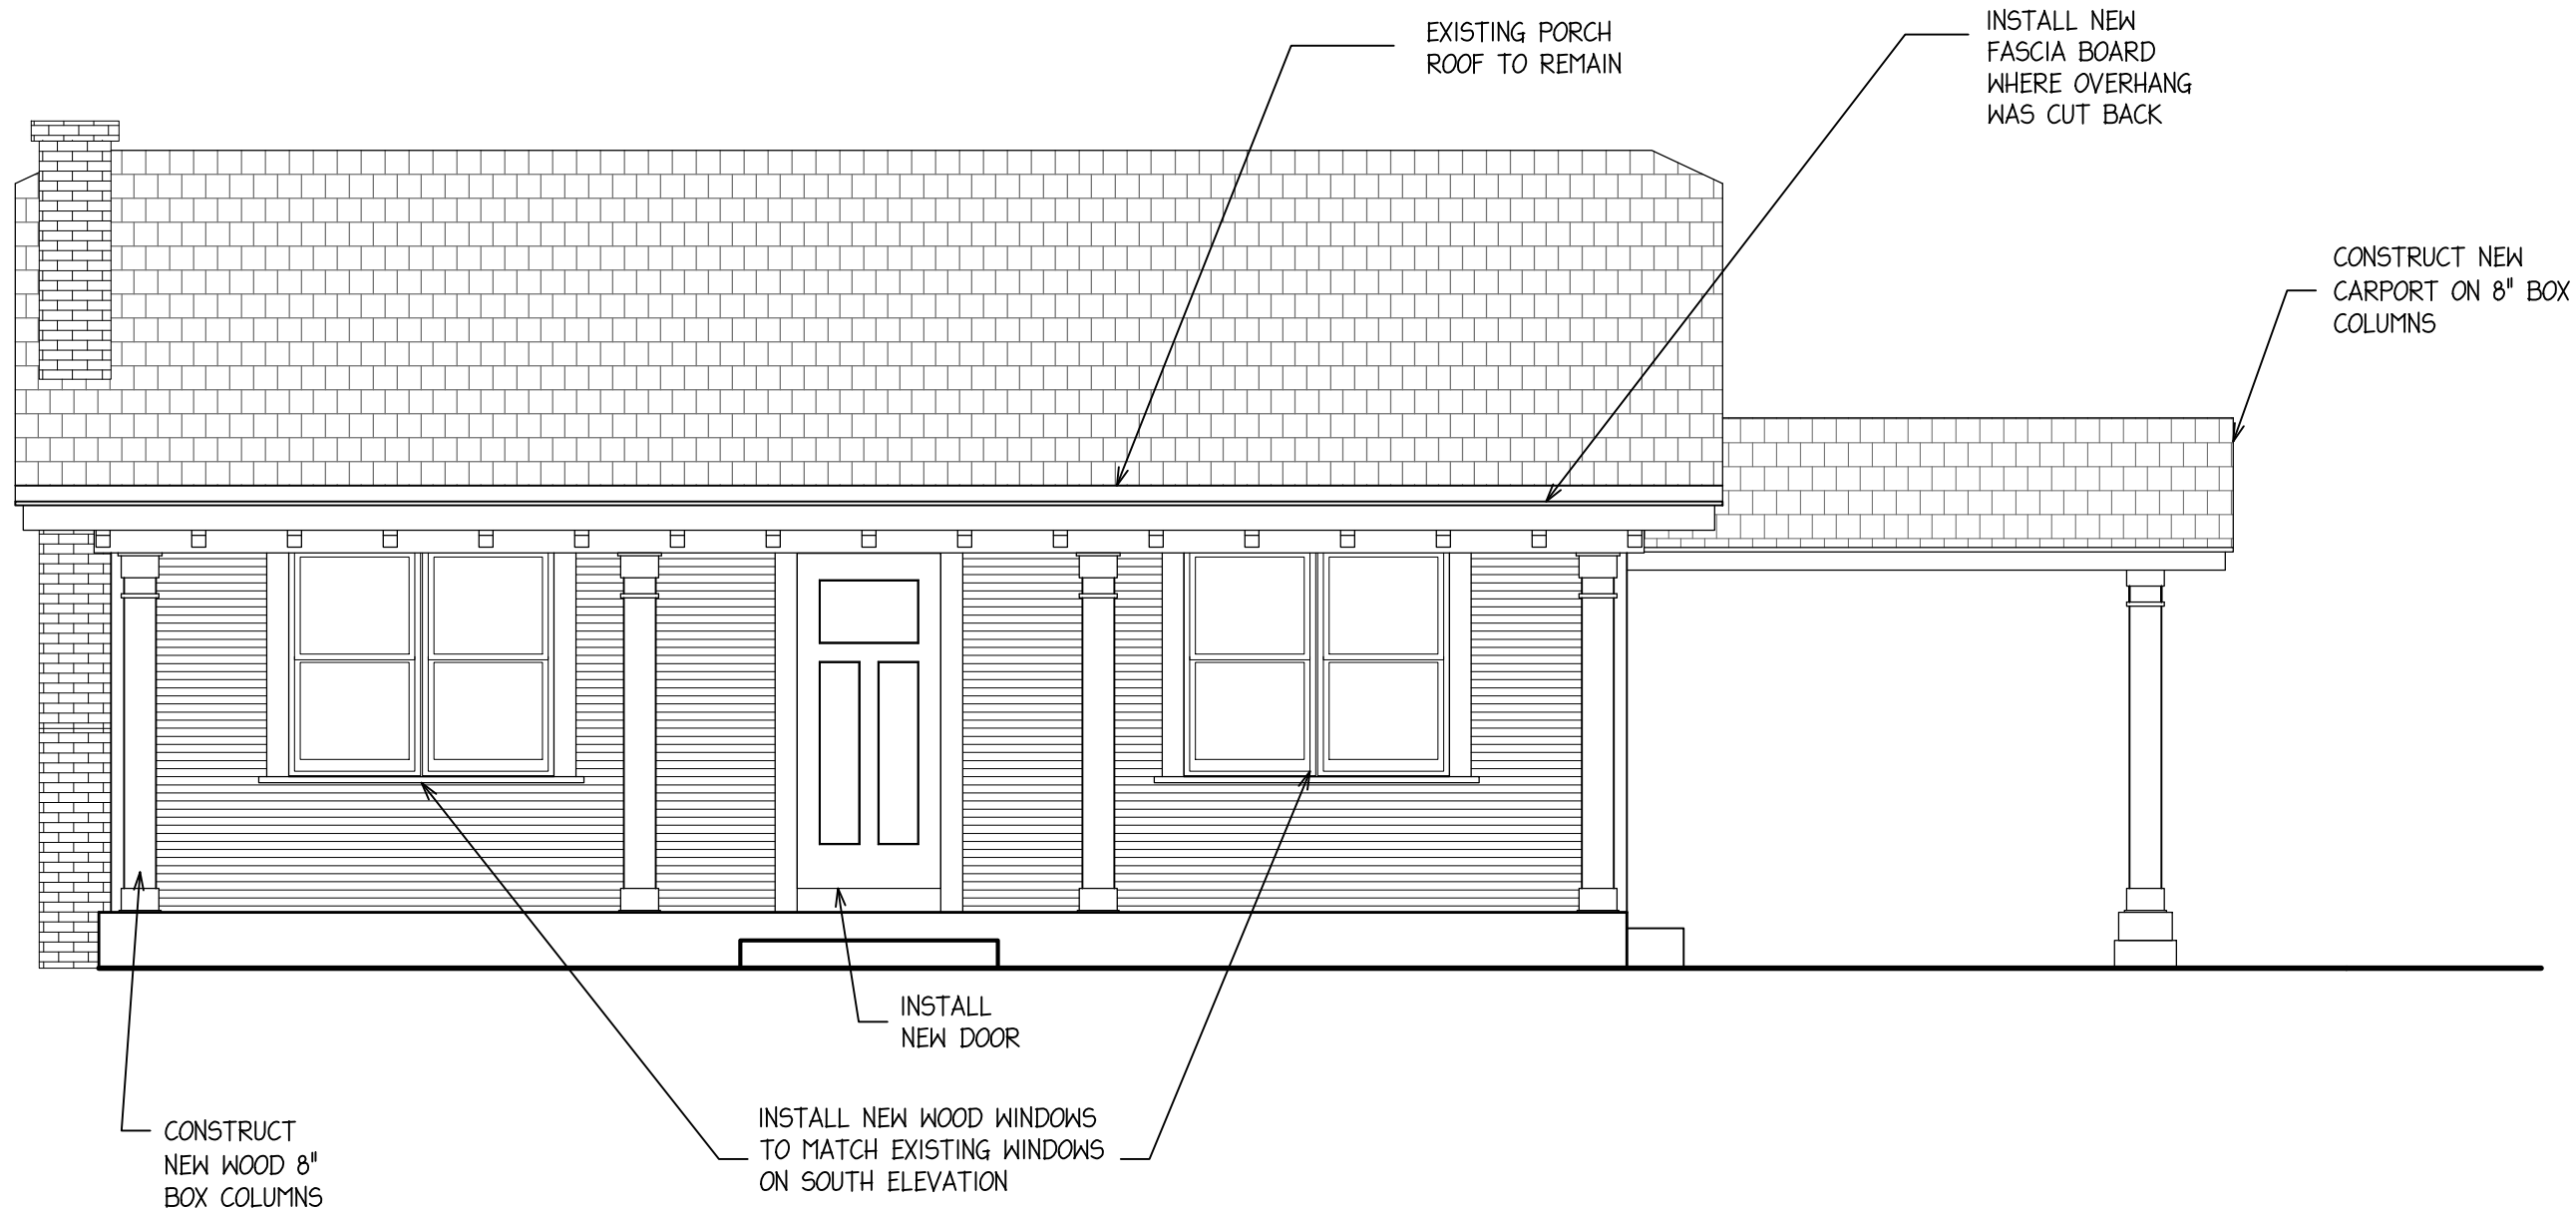 EXISTING PORCH
ROOF TO REMAIN
INSTALL NEW
FASCIA BOARD
WHERE OVERHANG
WAS CUT BACK
CONSTRUCT NEW
CARPORT ON 8" BOX
COLUMNS
INSTALL
NEW DOOR
INSTALL NEW WOOD WINDOWS
TO MATCH EXISTING WINDOWS
ON SOUTH ELEVATION
CONSTRUCT
NEW WOOD 8"
BOX COLUMNS